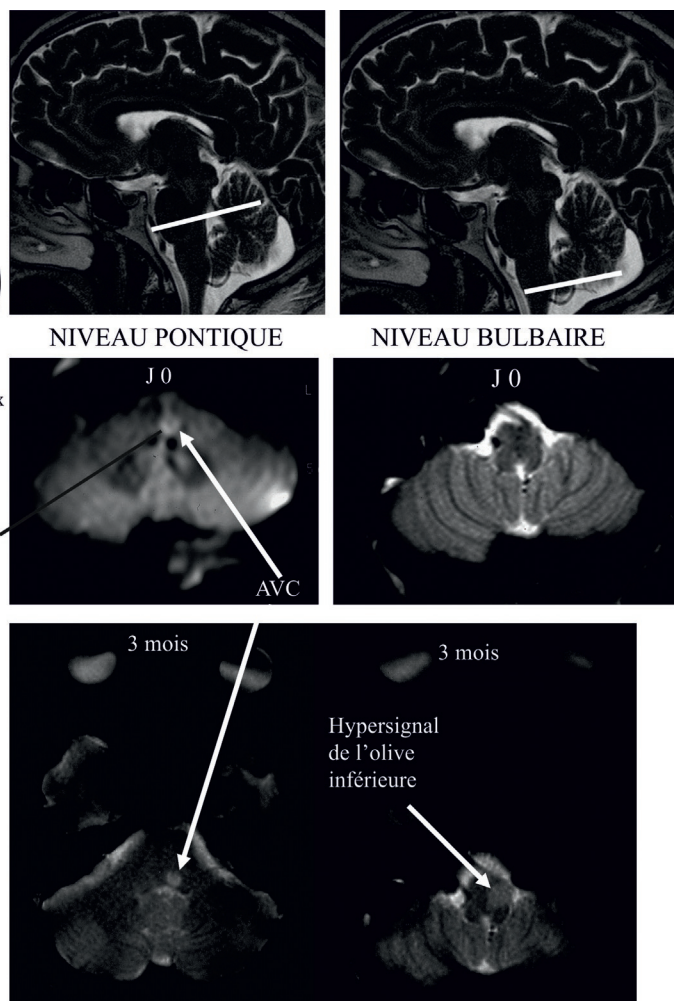 NIVEAU PONTIQUE
NIVEAU BULBAIRE
J 0
J 0
x
L
AVC
3 mois
3 mois
Hypersignal
de l’olive
inférieure